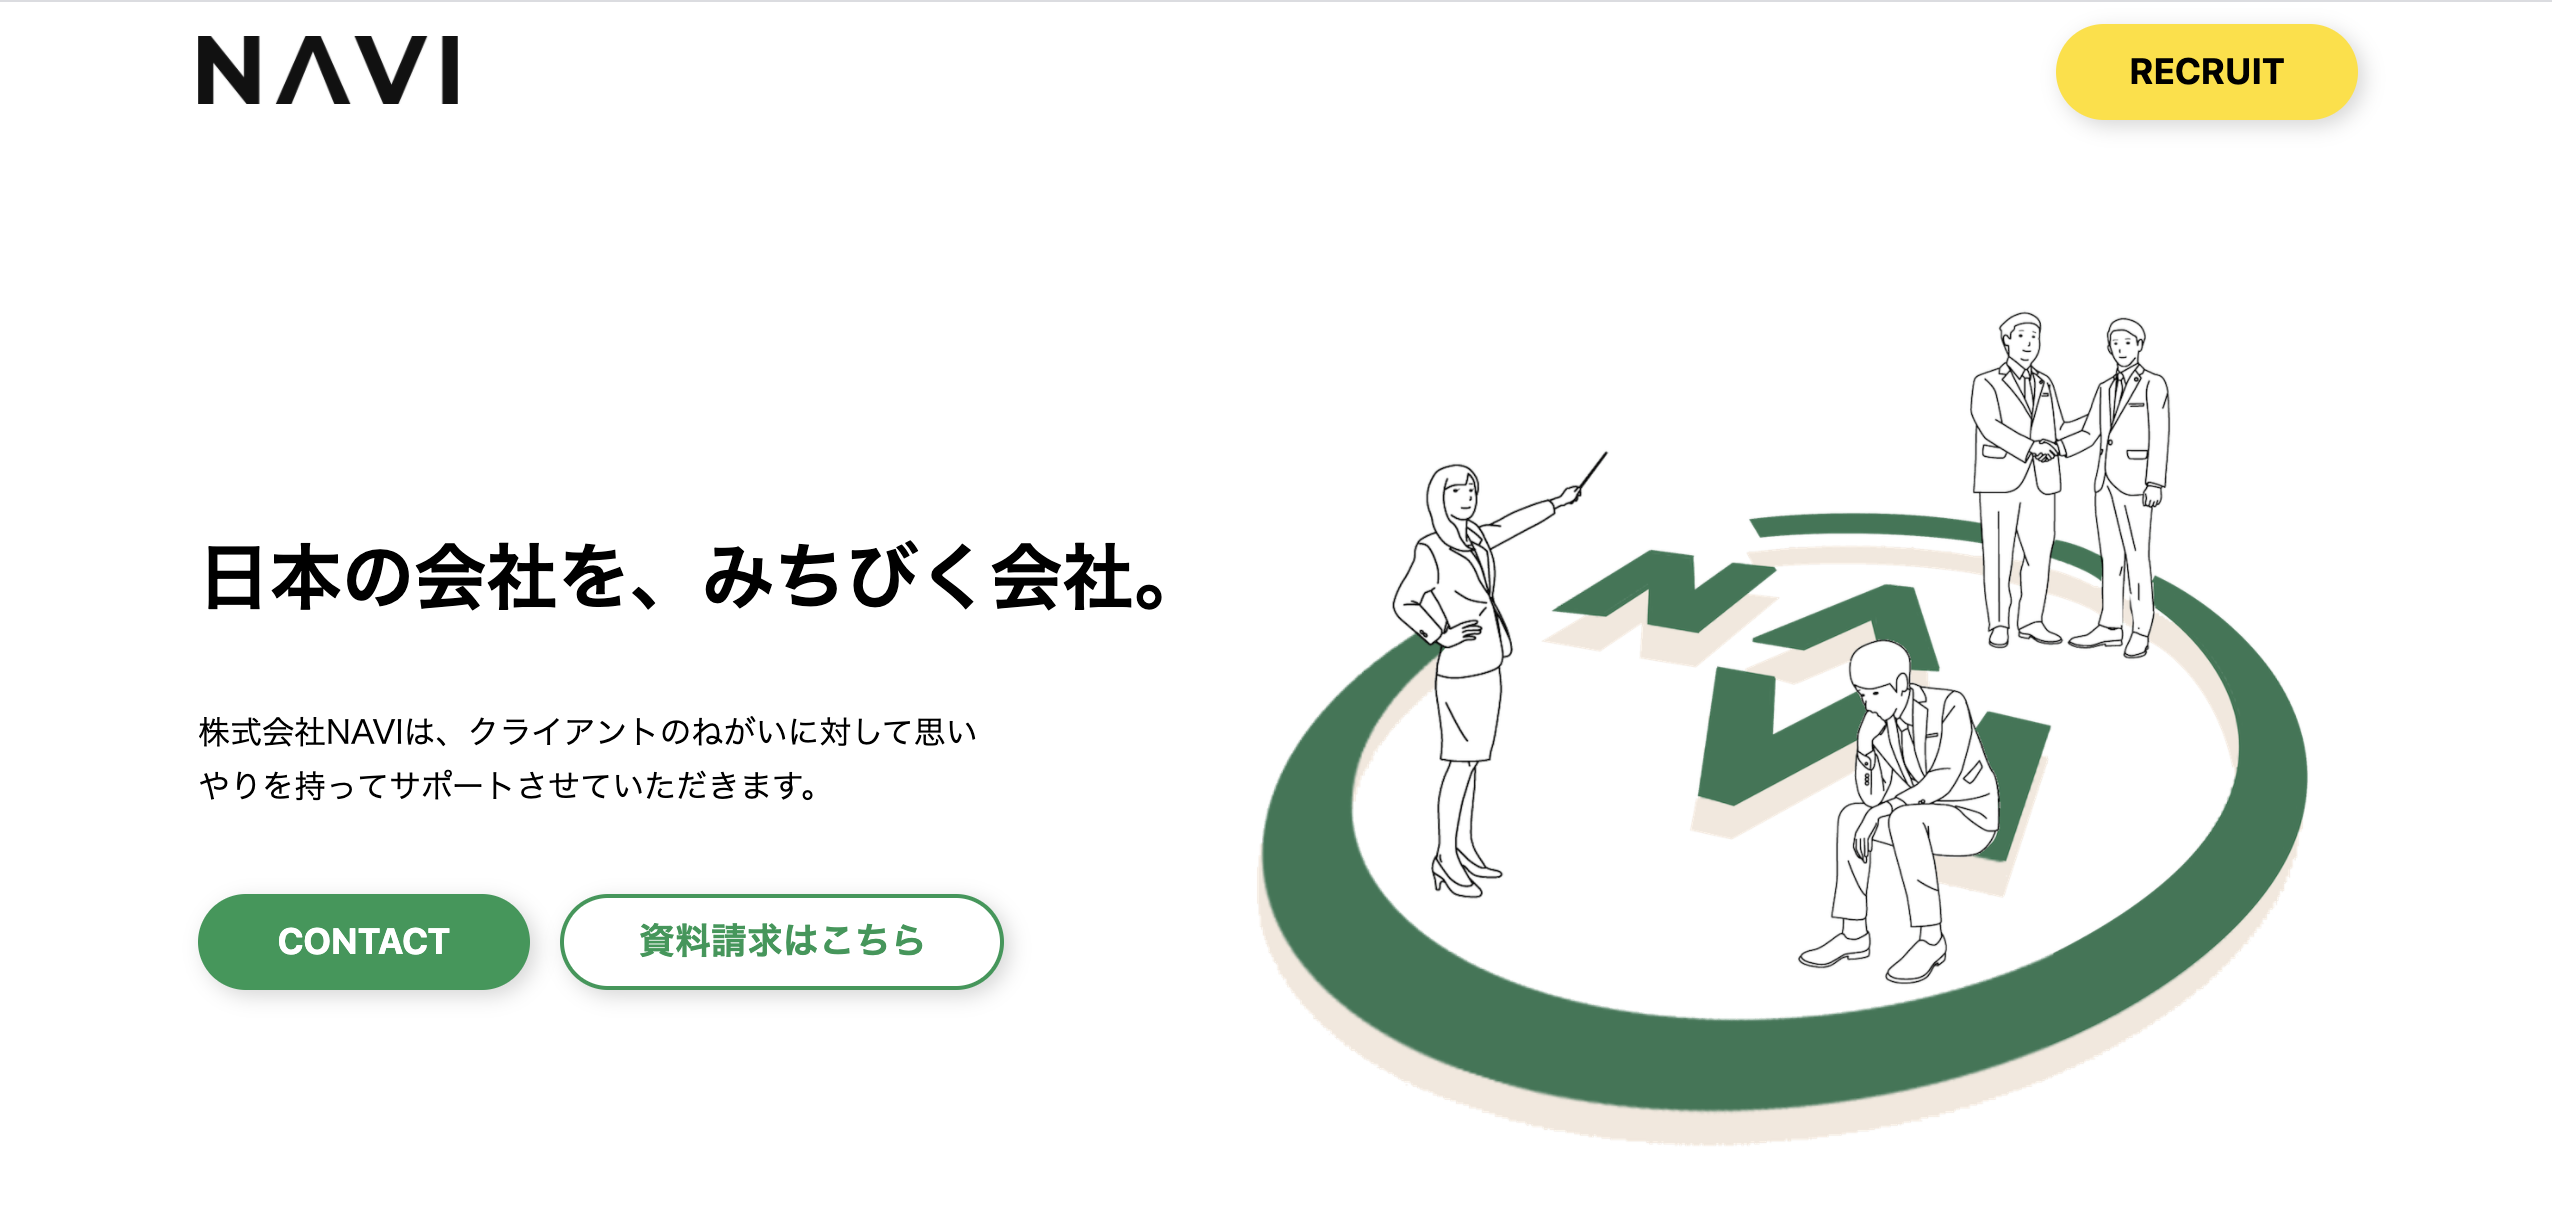 NAVI
RECRUIT
日本の会社を、みちびく会社。
株式会社NAVIは、クライアントのねがいに対して思い
やりを持ってサポートさせていただきます。
CONTACT
資料請求はこちら
NAVI